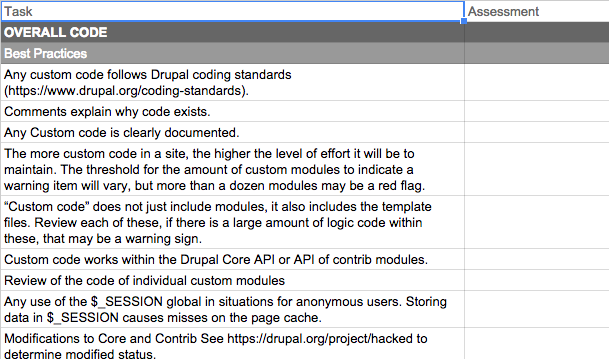 Task Assessment
OVERALL CODE
Best Practices
Any custom code follows Drupal coding standards
(https://www.drupal.org/coding-standards).
Comments explain why code exists.
Any Custom code is clearly documented.
The more custom code in a site, the higher the level of effort it will be to
maintain. The threshold for the amount of custom modules to indicate a
warning item will vary, but more than a dozen modules may be a red flag.
“Custom code” does not just include modules, it also includes the template
files. Review each of these, if there is a large amount of logic code within
these, that may be a warning sign.
Custom code works within the Drupal Core API or API of contrib modules.
Review of the code of individual custom modules
Any use of the $_SESSION global in situations for anonymous users. Storing
data in $_SESSION causes misses on the page cache.
Modifications to Core and Contrib See https://drupal.org/project/hacked to
determine modified status.